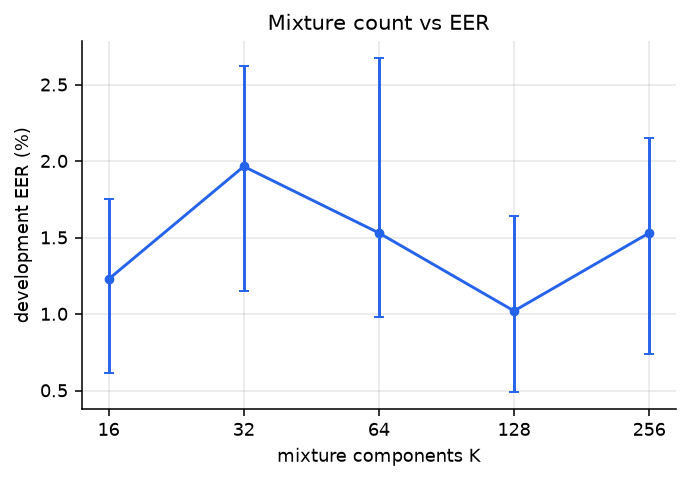 Mixture count vs EER
development EER (%)
2.5
2.0
1.5
1.0
0.5
16 32 64 128 256
mixture components K